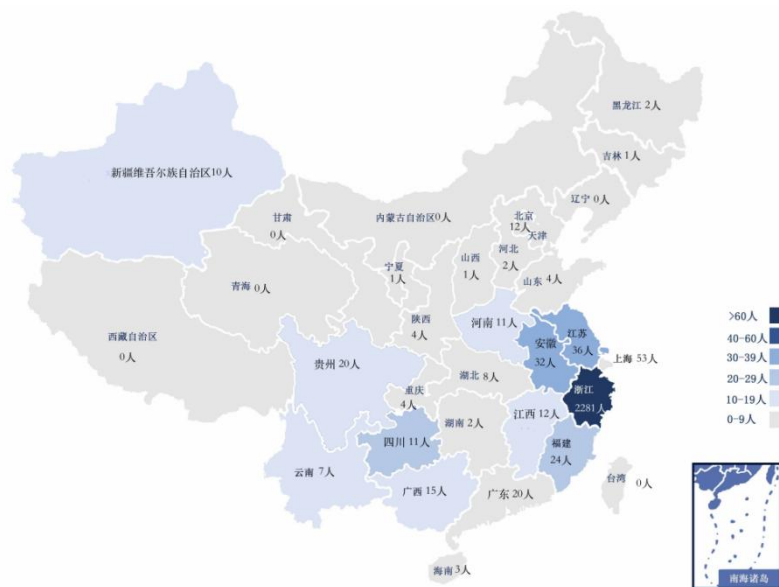 黑龙江 2人
吉林 1人
新疆维吾尔族自治区10人
辽宁 0人
内蒙古自治区0人
北京
12人
天津
甘肃
0人
河北
2人
山西
1人
宁夏
1人
山东 4人
青海 0人
西藏自治区
0人
陕西
4人
河南 11人
安徽
32人
江苏
36人
上海 53人
贵州 20人
湖北 8人
重庆
4人
浙江
2281人
四川 11人
湖南 2人
江西 12人
福建
24人
云南 7人
广西 15人
广东 20人
台湾
0人
海南 3人
>60人
40-60人
30-39人
20-29人
10-19人
0-9人
南海诸岛